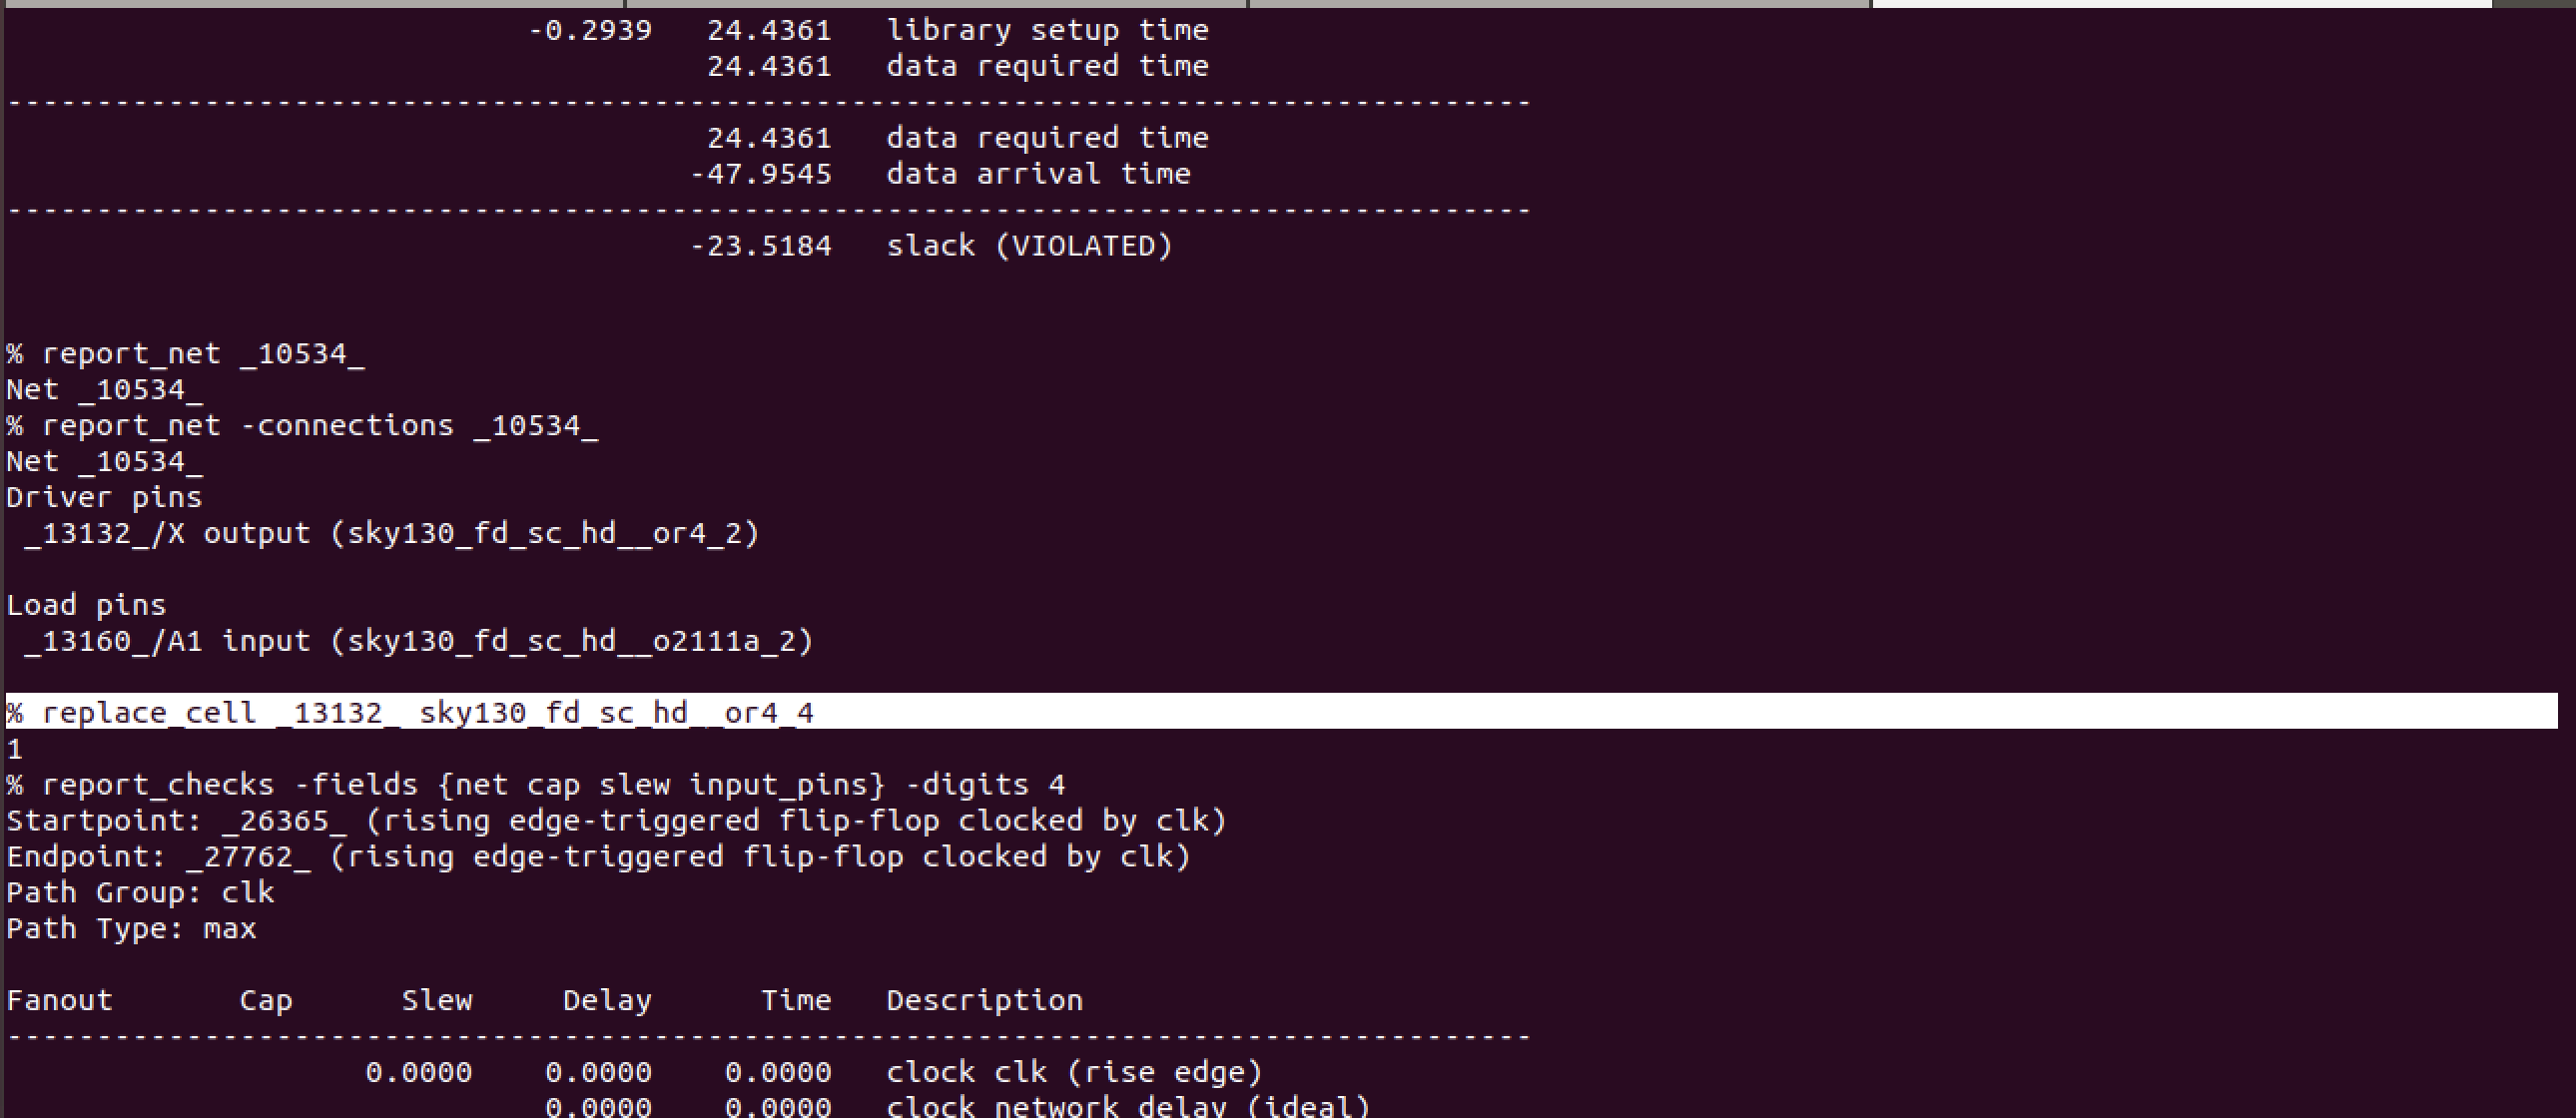 -0.2939 24.4361 library setup time
24.4361 data required time
-------------------------------------------------------------------------------------
24.4361 data required time
-47.9545 data arrival time
-------------------------------------------------------------------------------------
-23.5184 slack (VIOLATED)
% report_net _10534_
Net _10534_
% report_net -connections _10534_
Net _10534_
Driver pins
_13132_/X output (sky130_fd_sc_hd__or4_2)
Load pins
_13160_/A1 input (sky130_fd_sc_hd__o2111a_2)
% replace_cell _13132_ sky130_fd_sc_hd__or4_4
1
% report_checks -fields {net cap slew input_pins} -digits 4
Startpoint: _26365_ (rising edge-triggered flip-flop clocked by clk)
Endpoint: _27762_ (rising edge-triggered flip-flop clocked by clk)
Path Group: clk
Path Type: max
Fanout Cap Slew Delay Time Description
-------------------------------------------------------------------------------------
0.0000 0.0000 0.0000 clock clk (rise edge)
0.0000 0.0000 clock network delay (ideal)